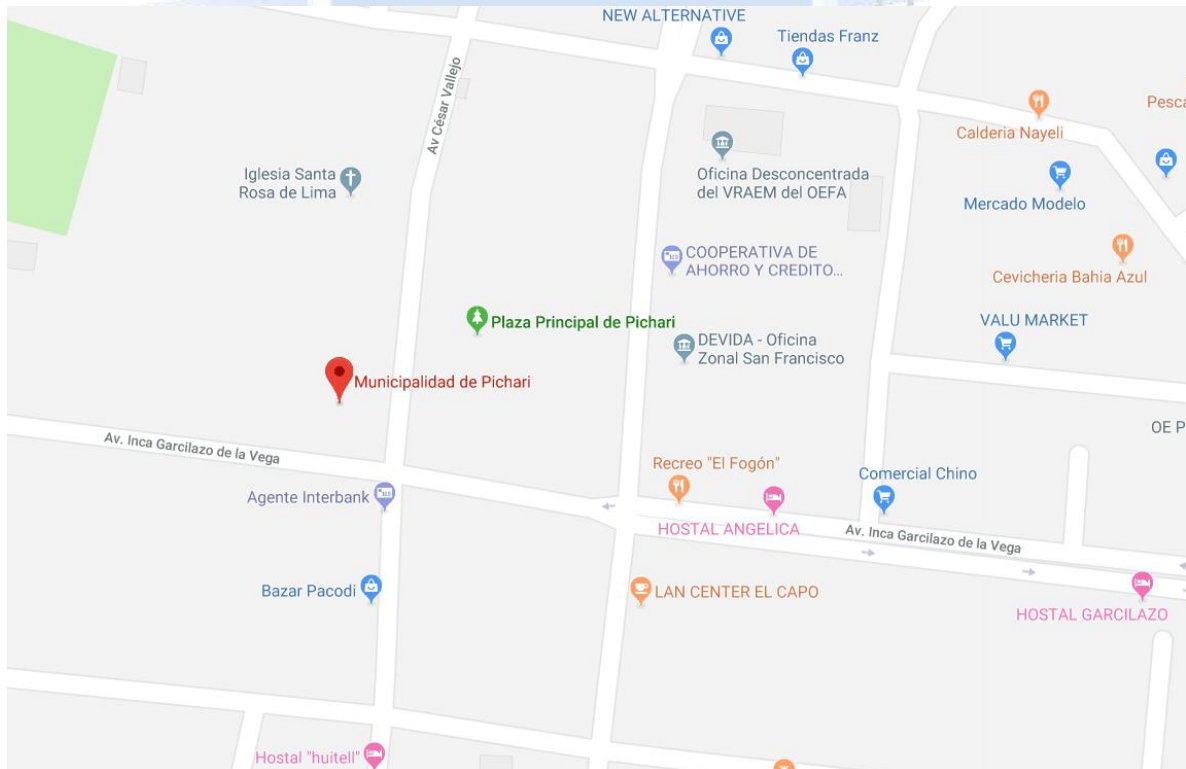 NEW ALTERNATIVE
Tiendas Franz
Av César Vallejo
Calderia Nayeli
Pesca
Iglesia Santa
Rosa de Lima
Oficina Desconcentrada
del VRAEM del OEFA
Mercado Modelo
COOPERATIVA DE
AHORRO Y CREDITO...
Cevicheria Bahia Azul
Plaza Principal de Pichari
VALU MARKET
DEVIDA - Oficina
Zonal San Francisco
Municipalidad de Pichari
OE P
Av. Inca Garcilazo de la Vega
Recreo "El Fogón"
Comercial Chino
Agente Interbank
HOSTAL ANGELICA
Av. Inca Garcilazo de la Vega
Bazar Pacodi
LAN CENTER EL CAPO
HOSTAL GARCILAZO
Hostal "huitell"